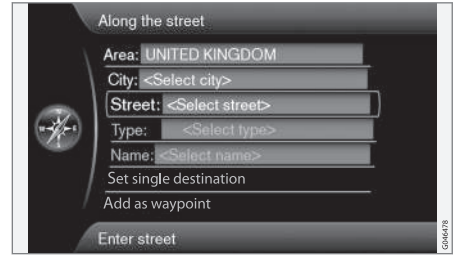 Along the street
Area: UNITED KINGDOM
City: <Select city>
Street: <Select street>
Type: <Select type>
Name: <Select name>
Set single destination
Add as waypoint
Enter street
G046478